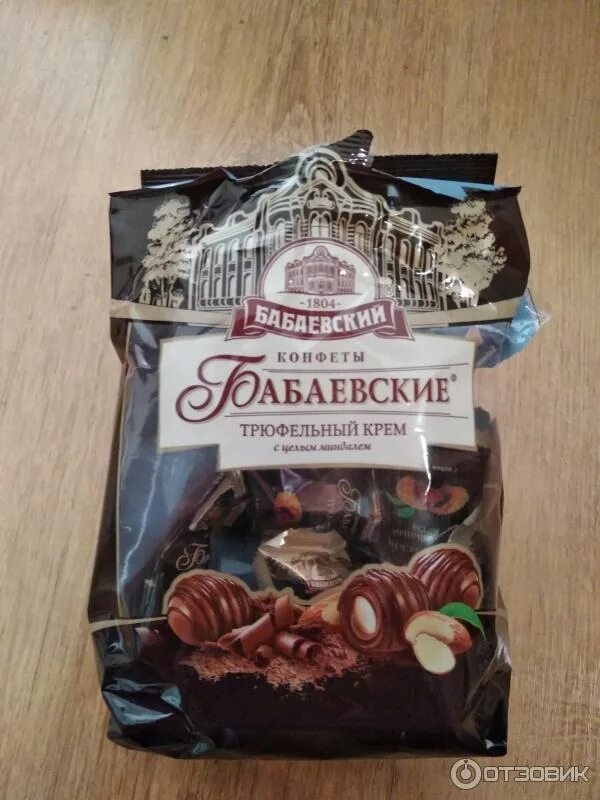 -1804-
БАБАЕВСКИЙ
КОНФЕТЫ
БАБАЕВСКИЕ®
ТРЮФЕЛЬНЫЙ КРЕМ
с целым миндалем
ОТЗОВИК